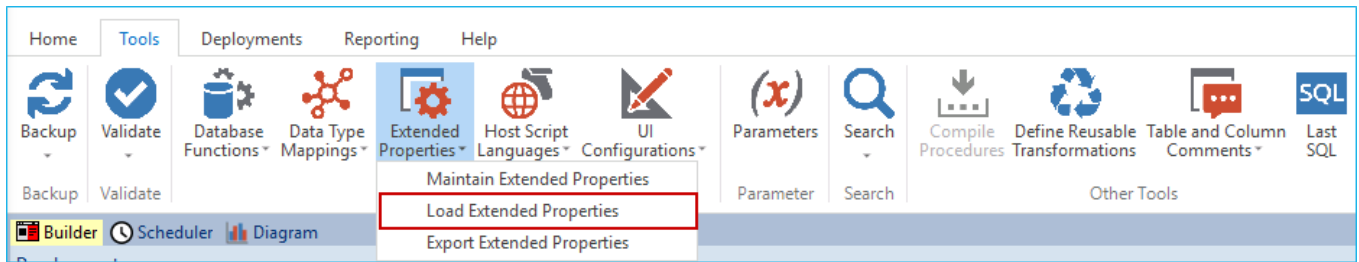 Home Tools Deployments Reporting Help
(x)
SQL
Backup Validate Database Data Type Extended Host Script UI Parameters Search Compile Define Reusable Table and Column Last
Functions Mappings Properties Languages Configurations Procedures Transformations Comments SQL
Maintain Extended Properties
Backup Validate Parameter Search Other Tools
Load Extended Properties
Builder Scheduler Diagram
Export Extended Properties